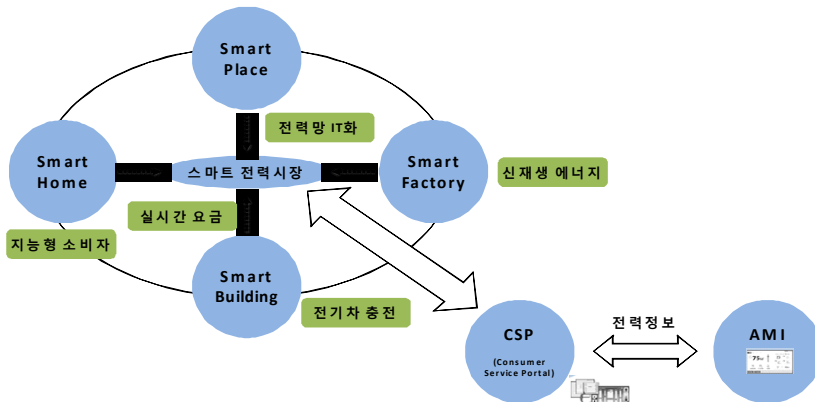 Smart
Place
전력망 IT화
Smart
Home
스마트 전력시장
Smart
Factory
신재생 에너지
실시간 요금
지능형 소비자
Smart
Building
전기차 충전
CSP
(Consumer
Service Portal)
전력정보
AMI
75